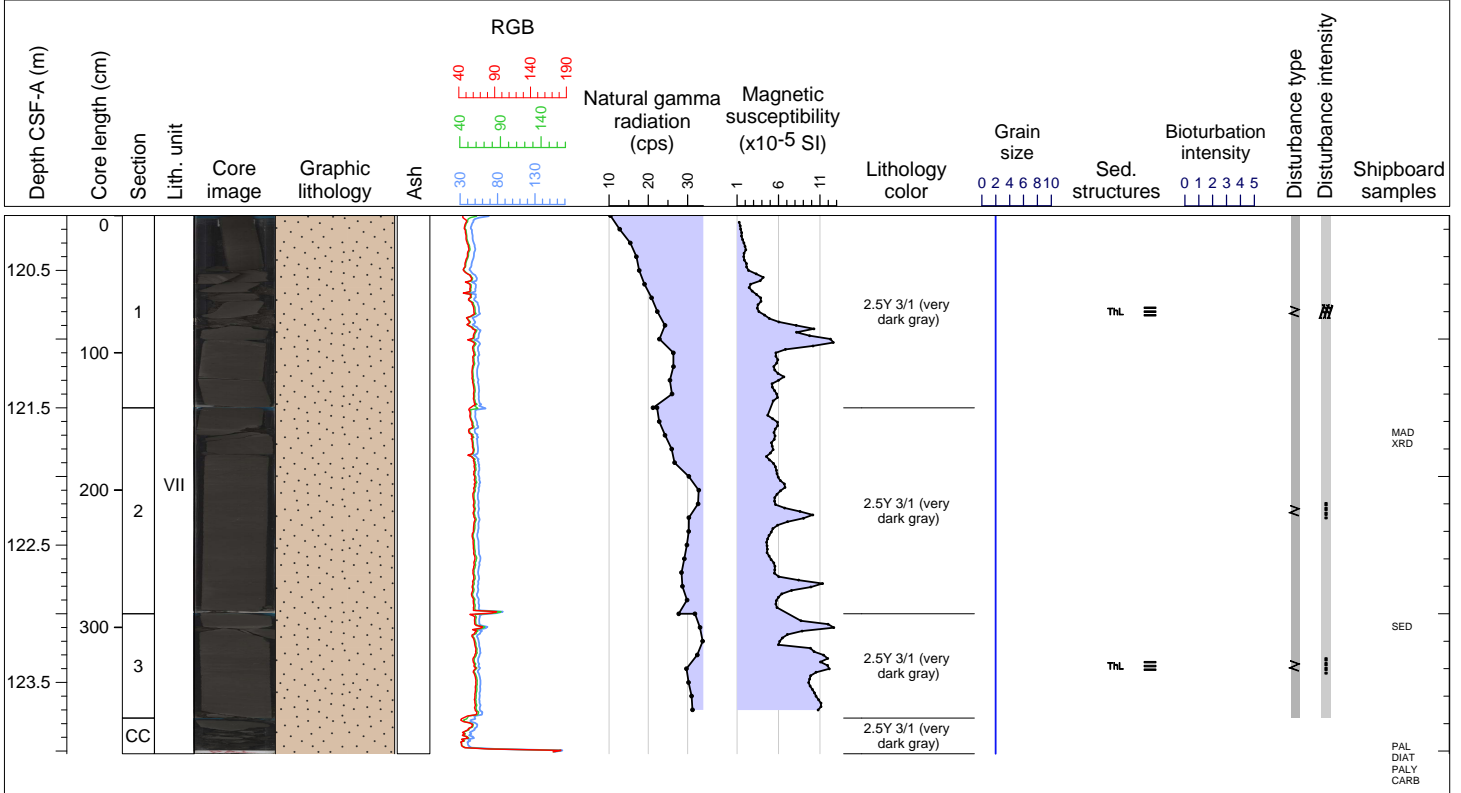 Depth CSF-A (m)
Core length (cm)
Section
Lith. unit
Core
image
Graphic
lithology
Ash
RGB
40 90 140 190
40 90 140
30 80 130
Natural gamma
radiation
(cps)
10 20 30
Magnetic
susceptibility
(x10-5 SI)
1 6 11
Lithology
color
Grain
size
0 2 4 6 8 10
Sed.
structures
Bioturbation
intensity
0 1 2 3 4 5
Disturbance type
Disturbance intensity
Shipboard
samples
0
120.5
100
121.5
200
122.5
300
123.5
1
2
3
CC
VII
2.5Y 3/1 (very
dark gray)
2.5Y 3/1 (very
dark gray)
2.5Y 3/1 (very
dark gray)
2.5Y 3/1 (very
dark gray)
ThL
ThL
MAD
XRD
SED
PAL
DIAT
PALY
CARB